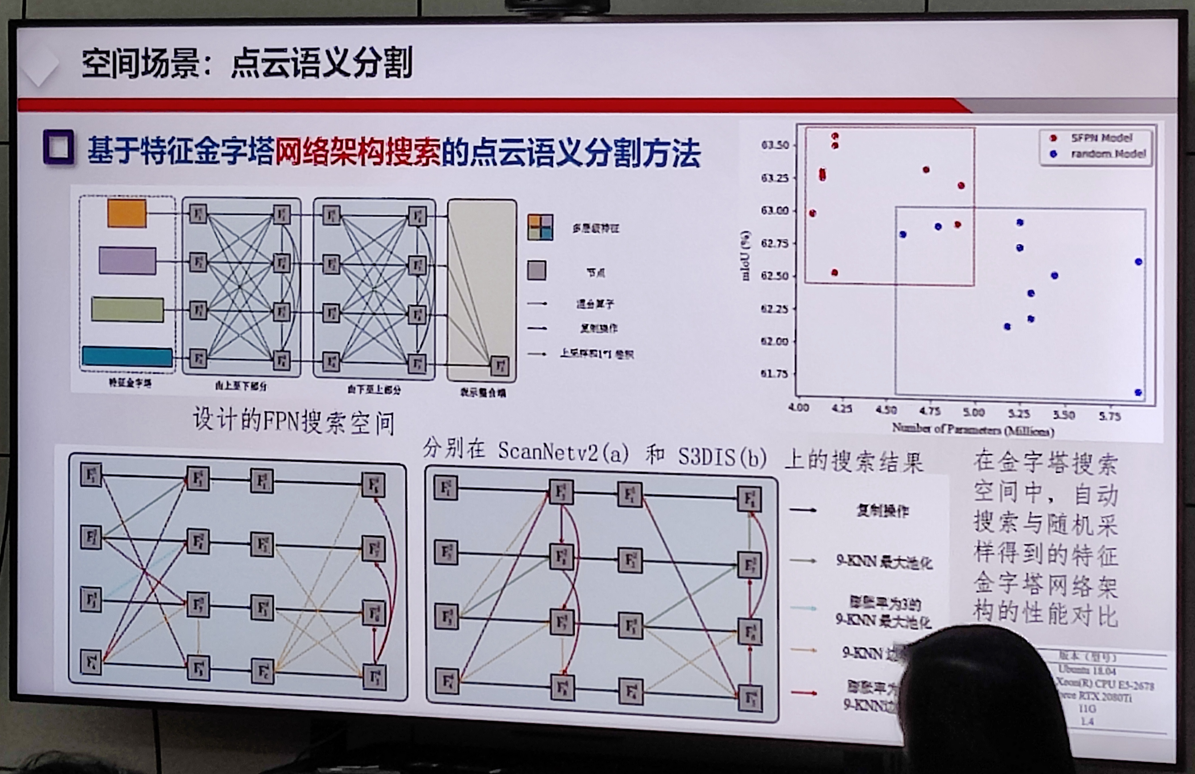 空间场景：点云语义分割
基于特征金字塔网络架构搜索的点云语义分割方法
多层级特征
节点
混合算子
复制操作
上采样和1*1卷积
特征金字塔
由上至下部分
由下至上部分
表示整合端
设计的FPN搜索空间
SFPN Model
random Model
mIoU (%)
63.50
63.25
63.00
62.75
62.50
62.25
62.00
61.75
4.00 4.25 4.50 4.75 5.00 5.25 5.50 5.75
Number of Parameters (Millions)
分别在 ScanNetv2(a) 和 S3DIS(b) 上的搜索结果
复制操作
9-KNN 最大池化
膨胀率为3的
9-KNN 最大池化
9-KNN 边
膨胀率为
9-KNN边
在金字塔搜索
空间中，自动
搜索与随机采
样得到的特征
金字塔网络架
构的性能对比
版本（型号）
Ubuntu 18.04
Xeon(R) CPU E5-2678
orce RTX 2080Ti
11G
1.4